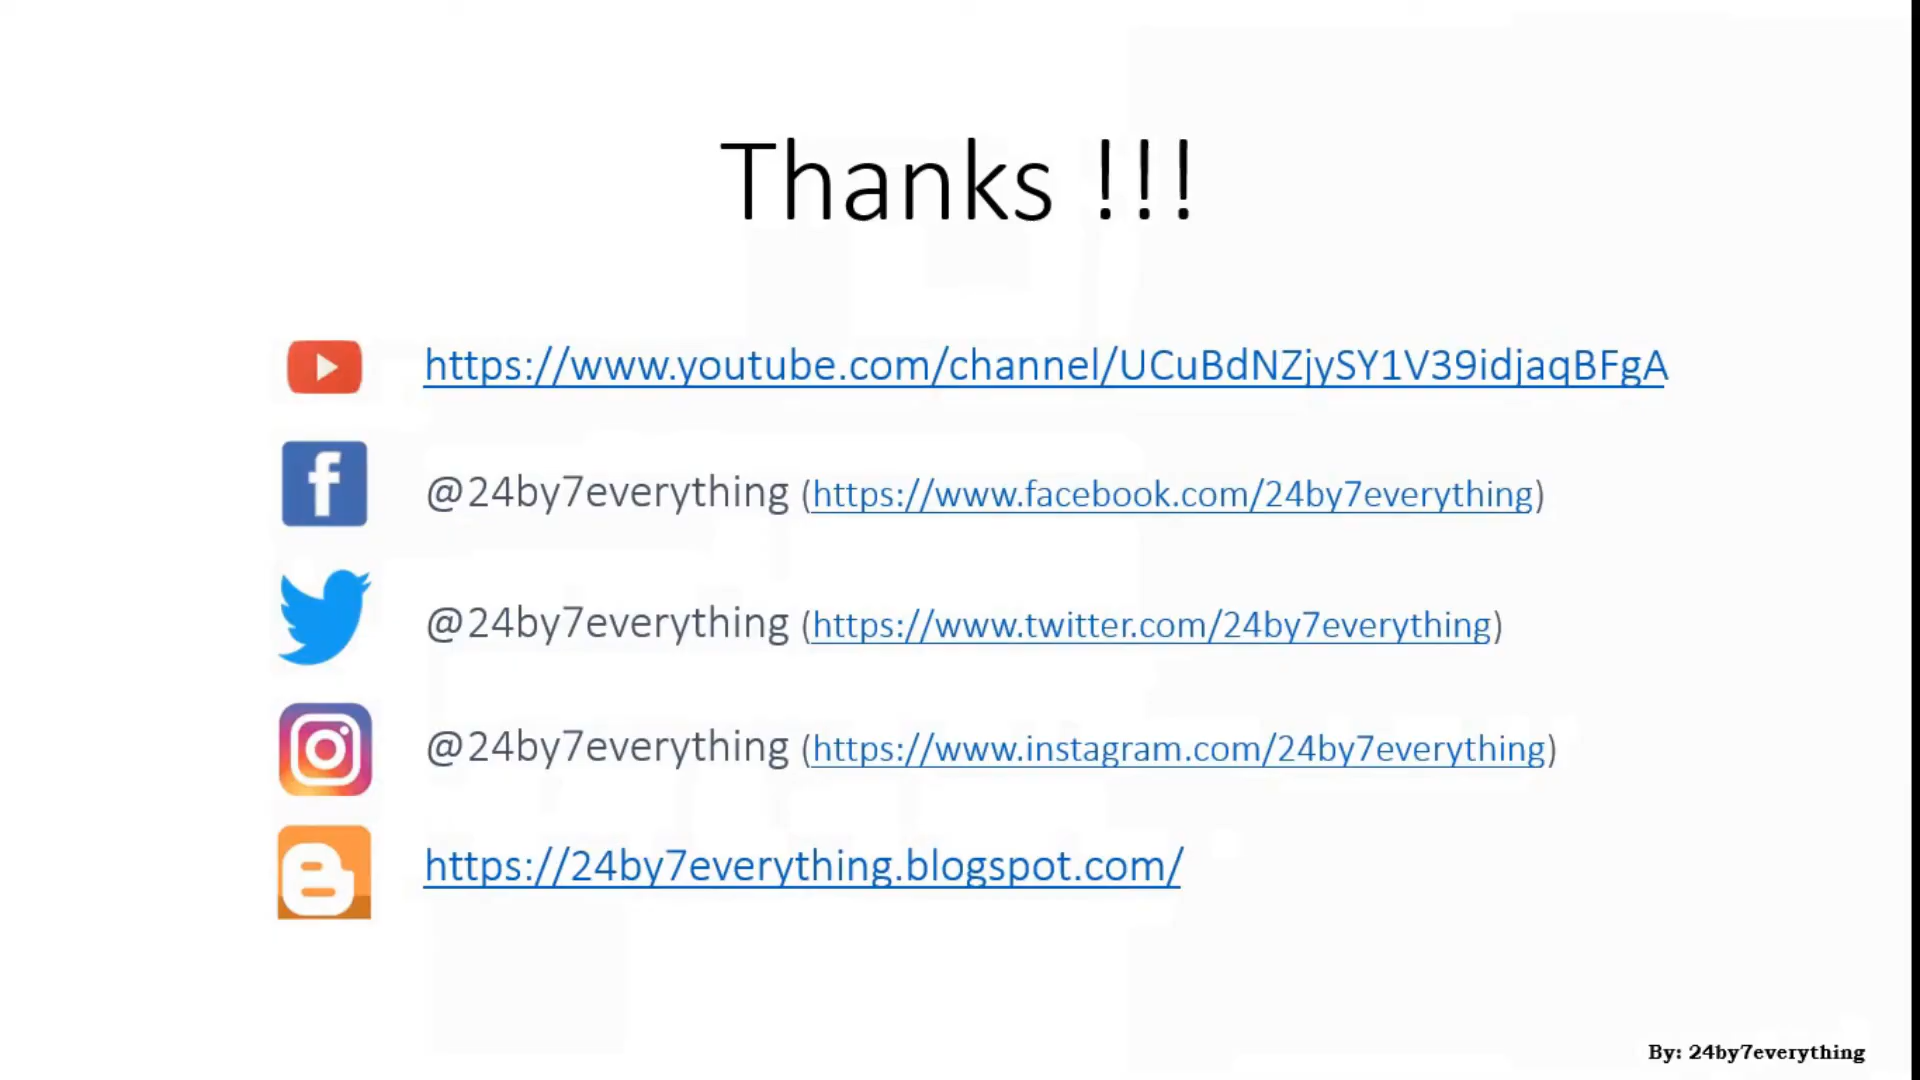 Thanks !!!
https://www.youtube.com/channel/UCuBdNZjySY1V39idjaqBFgA
@24by7everything (https://www.facebook.com/24by7everything)
@24by7everything (https://www.twitter.com/24by7everything)
@24by7everything (https://www.instagram.com/24by7everything)
https://24by7everything.blogspot.com/
By: 24by7everything